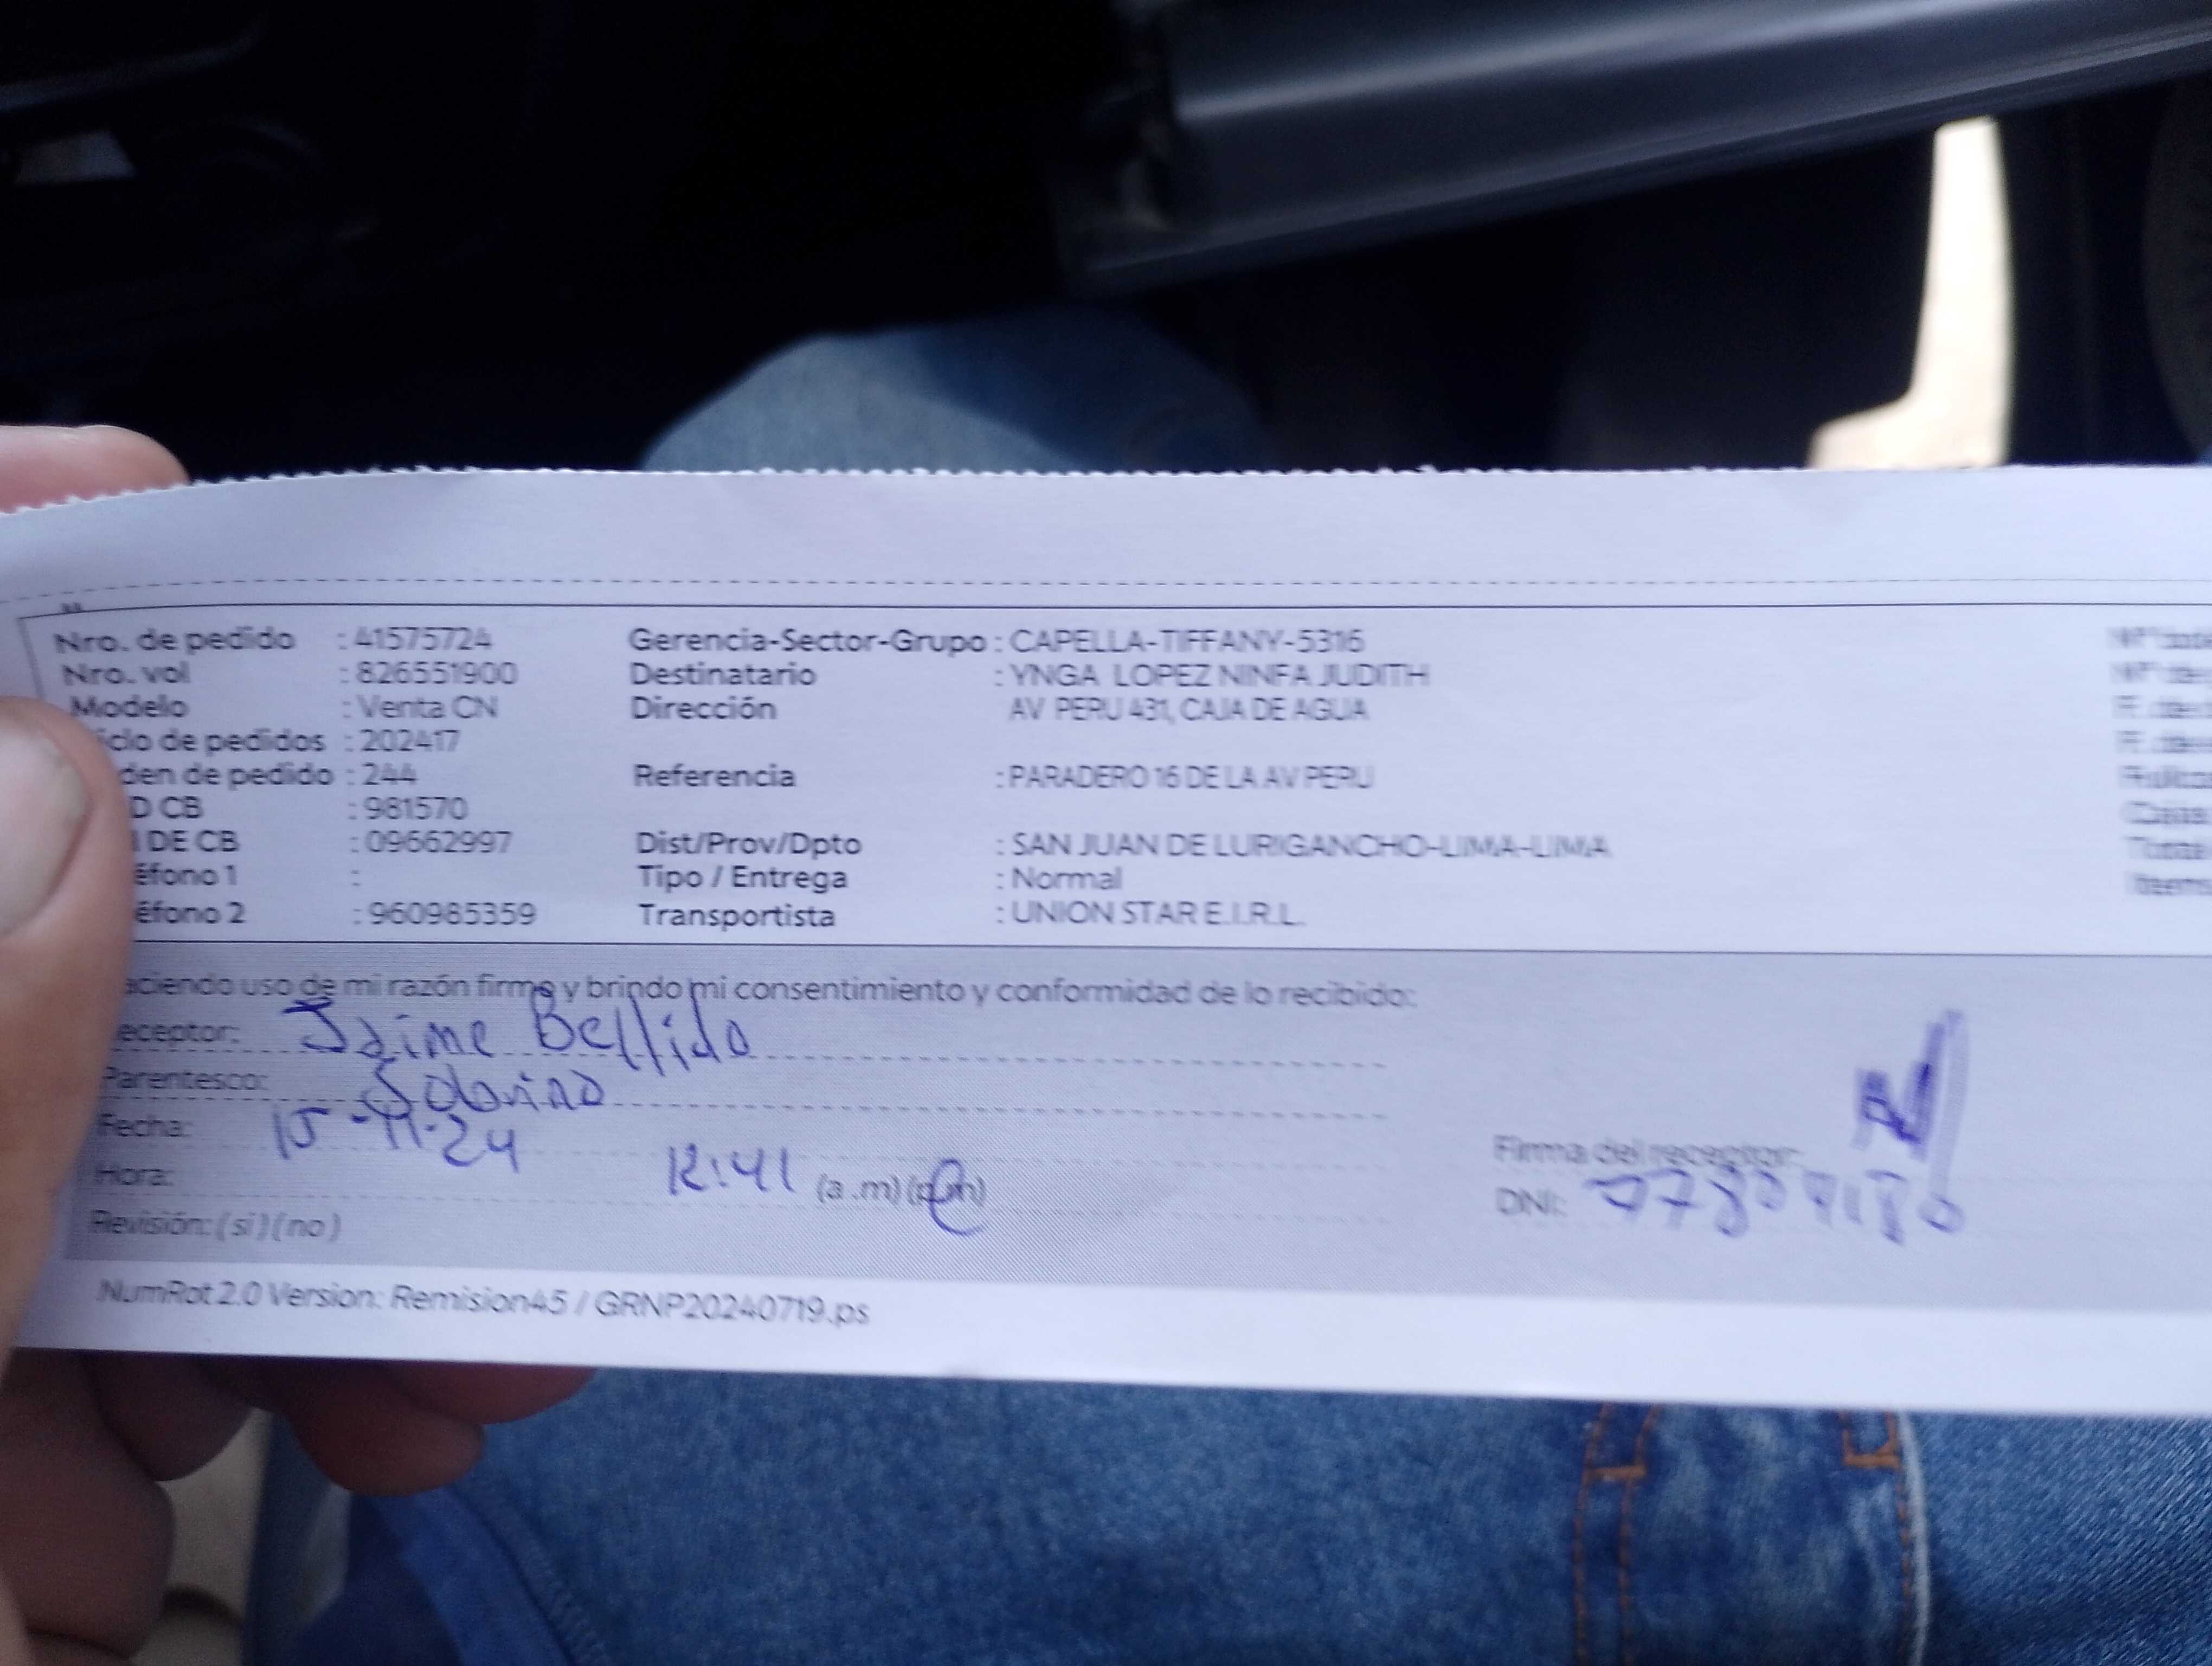 Nro. de pedido : 41575724 Gerencia-Sector-Grupo : CAPELLA-TIFFANY-5316
Nro. vol : 826551900 Destinatario : YNGA LOPEZ NINFA JUDITH
Modelo : Venta CN Dirección AV PERU 431, CAJA DE AGUA
iclo de pedidos : 202417
den de pedido : 244 Referencia : PARADERO 16 DE LA AV PERU
D CB : 981570
DE CB : 09662997 Dist/Prov/Dpto : SAN JUAN DE LURIGANCHO-LIMA-LIMA
éfono 1 : Tipo / Entrega : Normal
éfono 2 : 960985359 Transportista : UNION STAR E.I.R.L.
aciendo uso de mi razón firmo y brindo mi consentimiento y conformidad de lo recibido:
eceptor: Jaime Bellido
Parentesco: Sobrino
Fecha: 15-11-24
Hora: 12:41 (a.m) (p.m)
Firma del receptor:
DNI:
Revisión: (si) (no)
NumRot 2.0 Version: Remision45 / GRNP20240719.ps